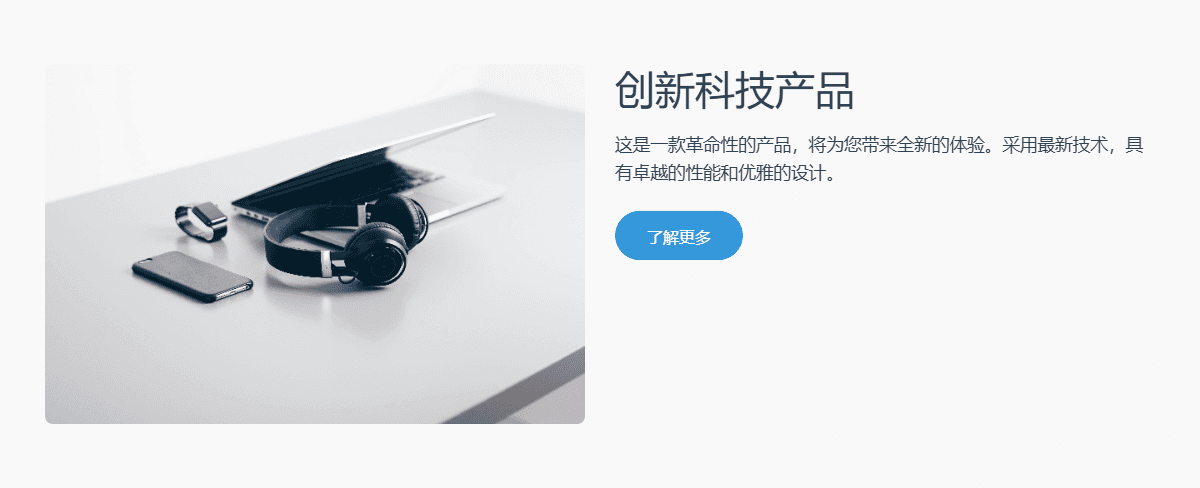 创新科技产品
这是一款革命性的产品，将为您带来全新的体验。采用最新技术，具
有卓越的性能和优雅的设计。
了解更多